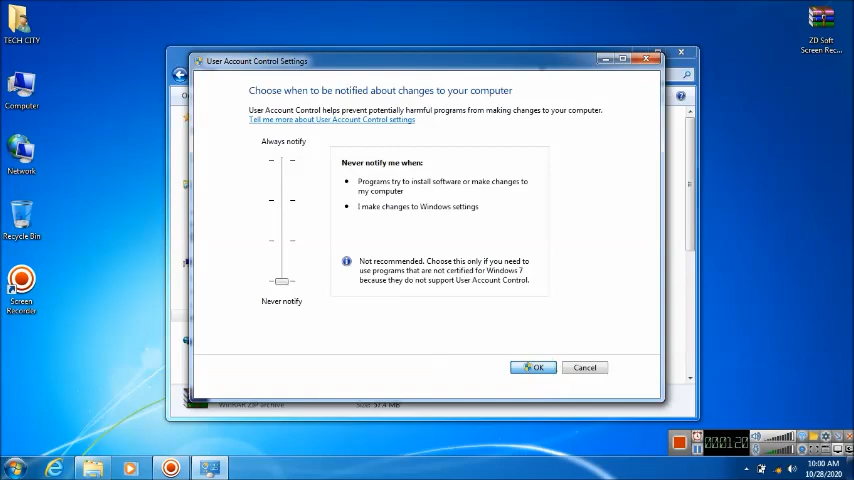 TECH CITY
ZD Soft
Screen Rec...
Computer
Network
Recycle Bin
Screen
Recorder
User Account Control Settings
Choose when to be notified about changes to your computer
User Account Control helps prevent potentially harmful programs from making changes to your computer.
Tell me more about User Account Control settings
Always notify
Never notify me when:
Programs try to install software or make changes to
my computer
I make changes to Windows settings
Not recommended. Choose this only if you need to
use programs that are not certified for Windows 7
because they do not support User Account Control.
Never notify
OK
Cancel
WinRAR ZIP archive
Size: 57.4 MB
00:01:20
10:00 AM
10/28/2020